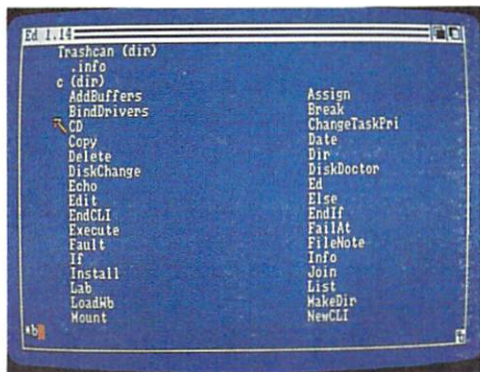 Ed 1.14
Trashcan (dir)
.info
c (dir)
AddBuffers Assign
BindDrivers Break
CD ChangeTaskPri
Copy Date
Delete Dir
DiskChange DiskDoctor
Echo Ed
Edit Else
EndCLI EndIf
Execute FailAt
Fault FileNote
If Info
Install Join
Lab List
LoadWb MakeDir
Mount NewCLI
*b